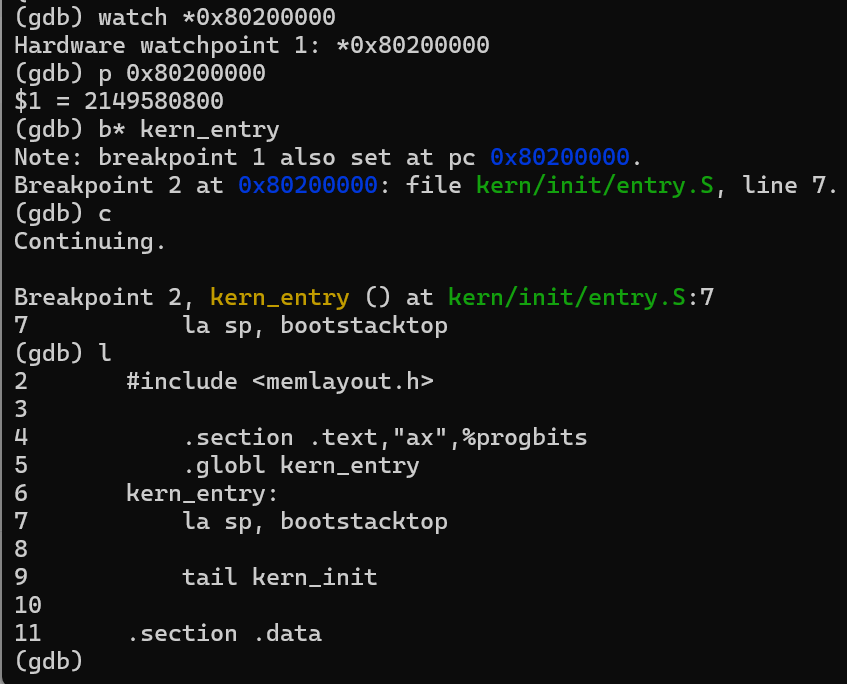 (gdb) watch *0x80200000
Hardware watchpoint 1: *0x80200000
(gdb) p 0x80200000
$1 = 2149580800
(gdb) b* kern_entry
Note: breakpoint 1 also set at pc 0x80200000.
Breakpoint 2 at 0x80200000: file kern/init/entry.S, line 7.
(gdb) c
Continuing.

Breakpoint 2, kern_entry () at kern/init/entry.S:7
7           la sp, bootstacktop
(gdb) l
2       #include <memlayout.h>
3
4           .section .text,"ax",%progbits
5           .globl kern_entry
6       kern_entry:
7           la sp, bootstacktop
8
9           tail kern_init
10
11      .section .data
(gdb)